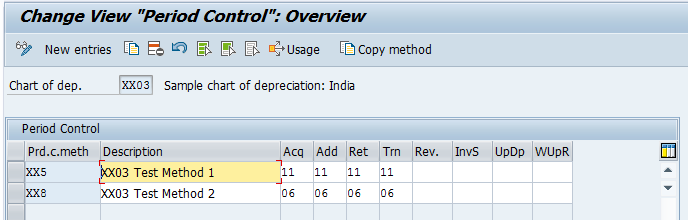 Change View "Period Control": Overview
New entries Usage Copy method
Chart of dep. XX03 Sample chart of depreciation: India
Period Control
Prd.c.meth Description Acq Add Ret Trn Rev. InvS UpDp WUpR
XX5 XX03 Test Method 1 11 11 11 11
XX8 XX03 Test Method 2 06 06 06 06